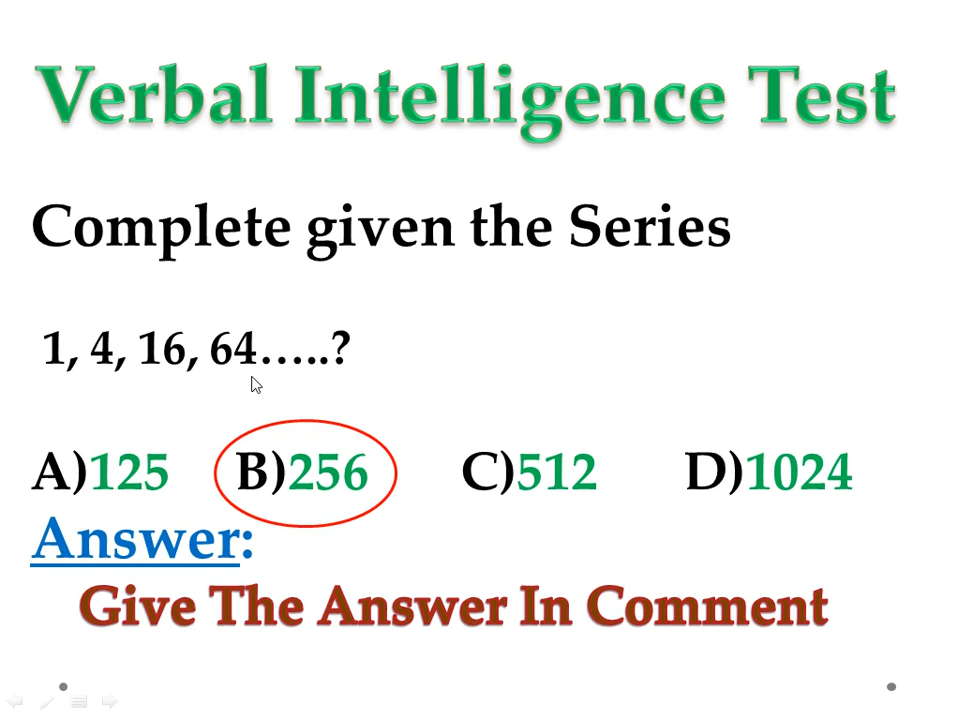 Verbal Intelligence Test
Complete given the Series
1, 4, 16, 64…..?
A)125 B)256 C)512 D)1024
Answer:
Give The Answer In Comment